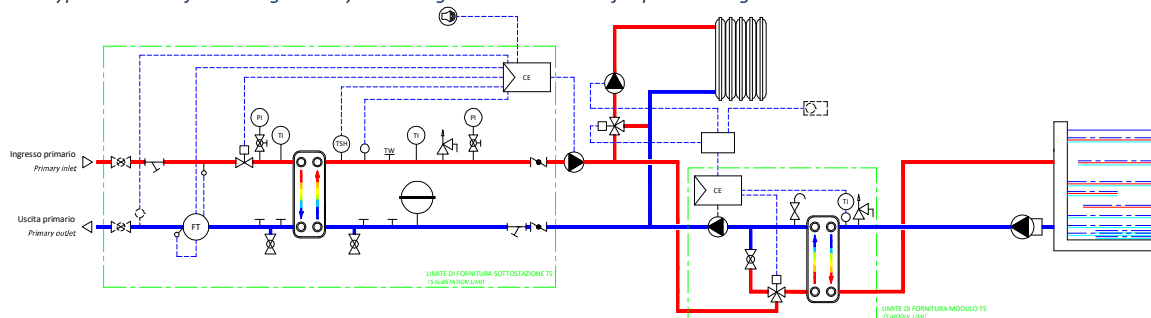 CE
PI
TI
TSH
TI
PI
TW
Ingresso primario
Primary inlet
Uscita primario
Primary outlet
FT
CE
TI
LIMITE DI FORNITURA SOTTOSTAZIONE TS
TS SUBSTATION LIMIT
LIMITE DI FORNITURA MODULO TS
TS MODUL LIMIT